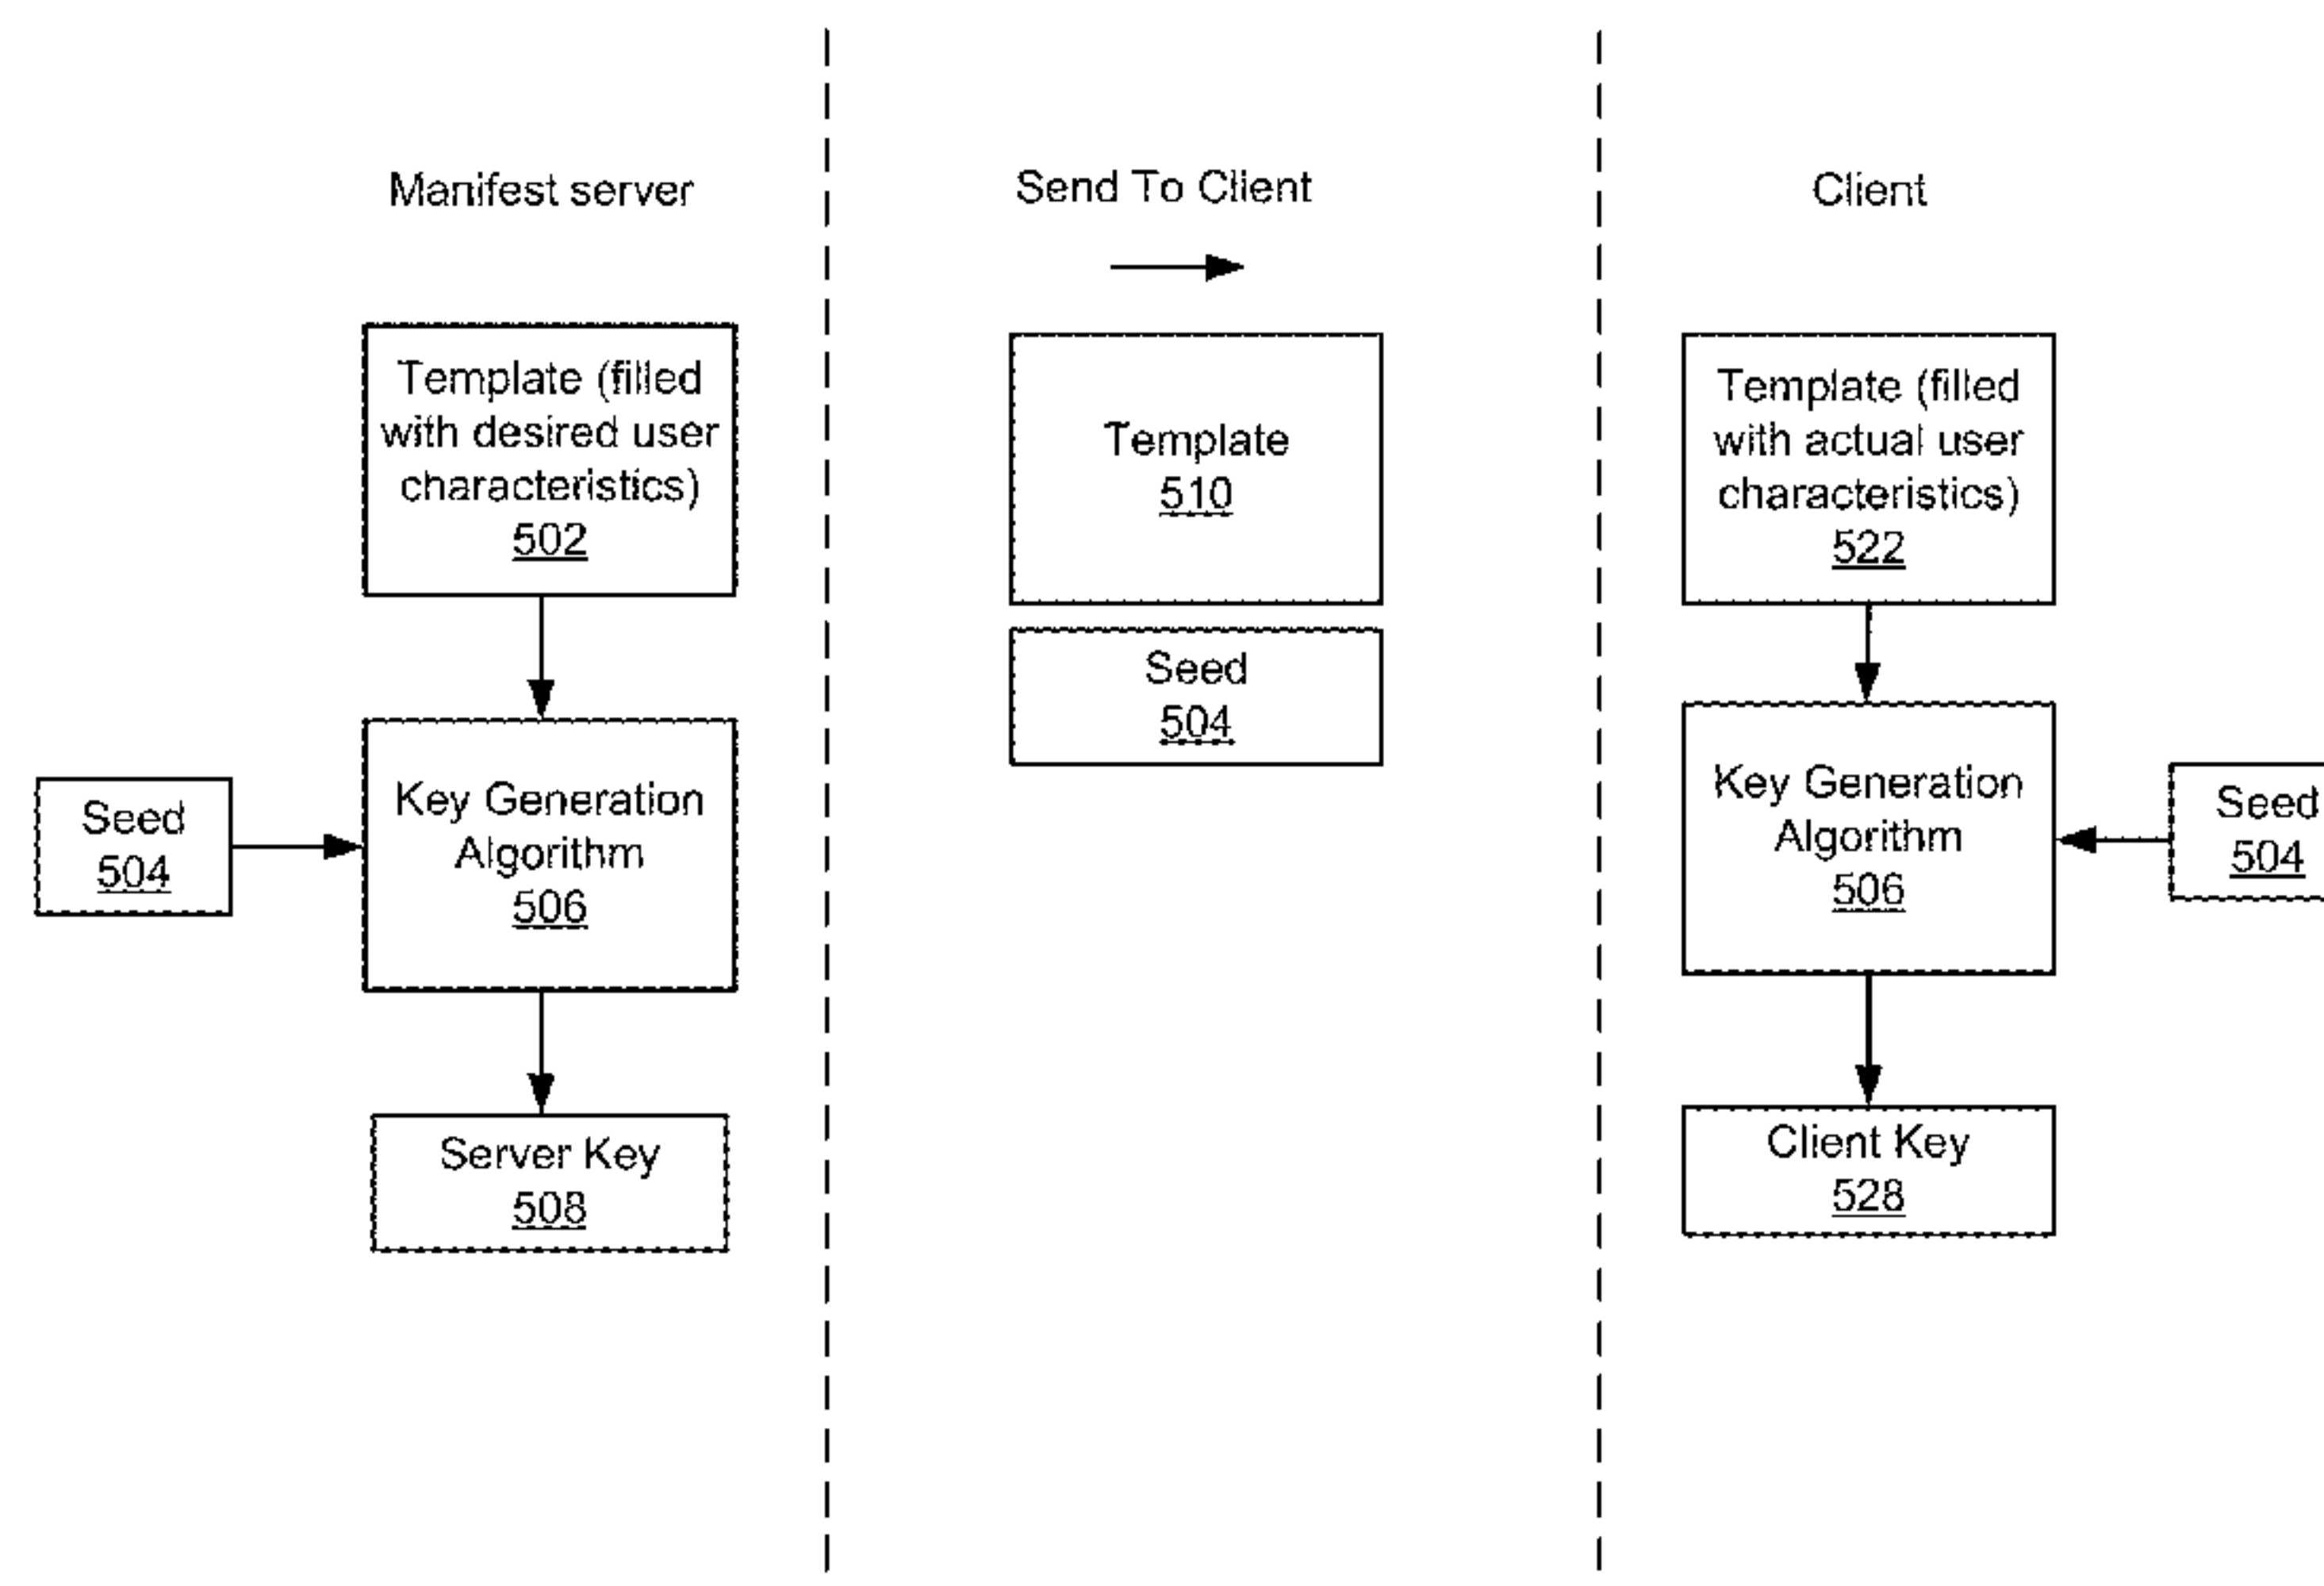 Manifest server
Template (filled
with desired user
characteristics)
502
Seed
504
Key Generation
Algorithm
506
Server Key
508
Send To Client
Template
510
Seed
504
Client
Template (filled
with actual user
characteristics)
522
Key Generation
Algorithm
506
Seed
504
Client Key
528